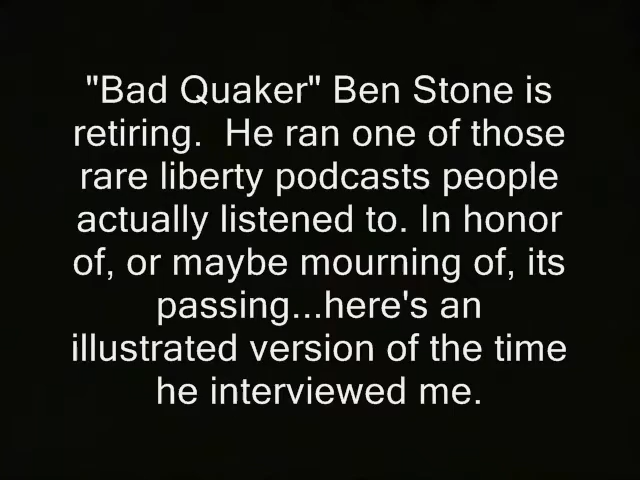 "Bad Quaker" Ben Stone is
retiring.  He ran one of those
rare liberty podcasts people
actually listened to. In honor
of, or maybe mourning of, its
passing...here's an
illustrated version of the time
he interviewed me.